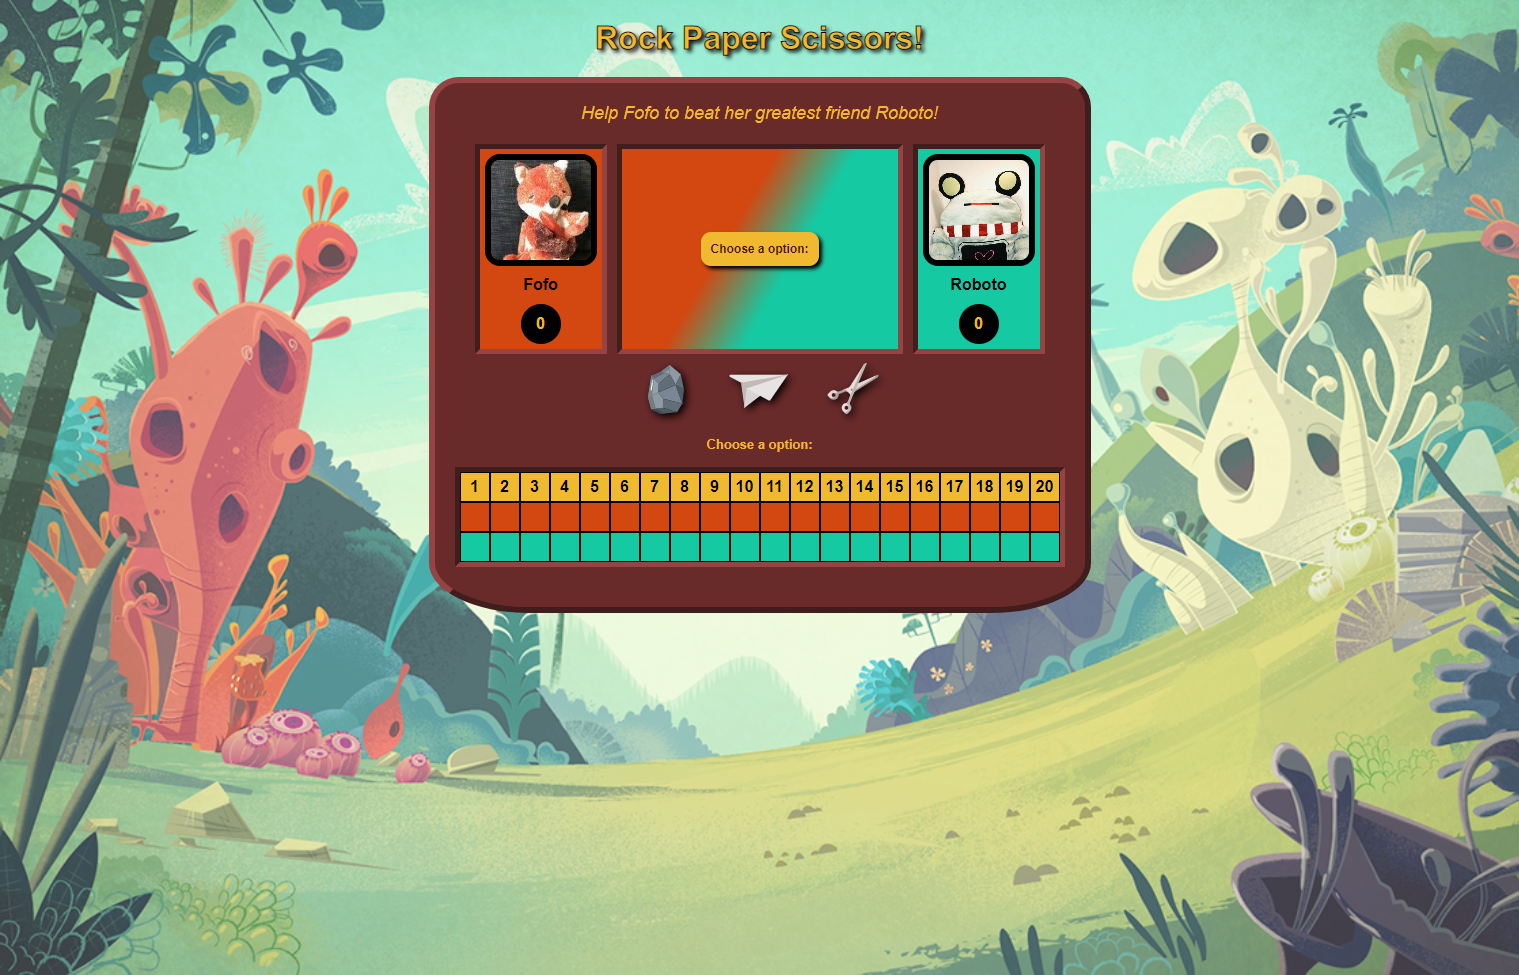 Rock Paper Scissors!
Help Fofo to beat her greatest friend Roboto!
Choose a option:
Fofo
Roboto
0
0
Choose a option:
1 2 3 4 5 6 7 8 9 10 11 12 13 14 15 16 17 18 19 20